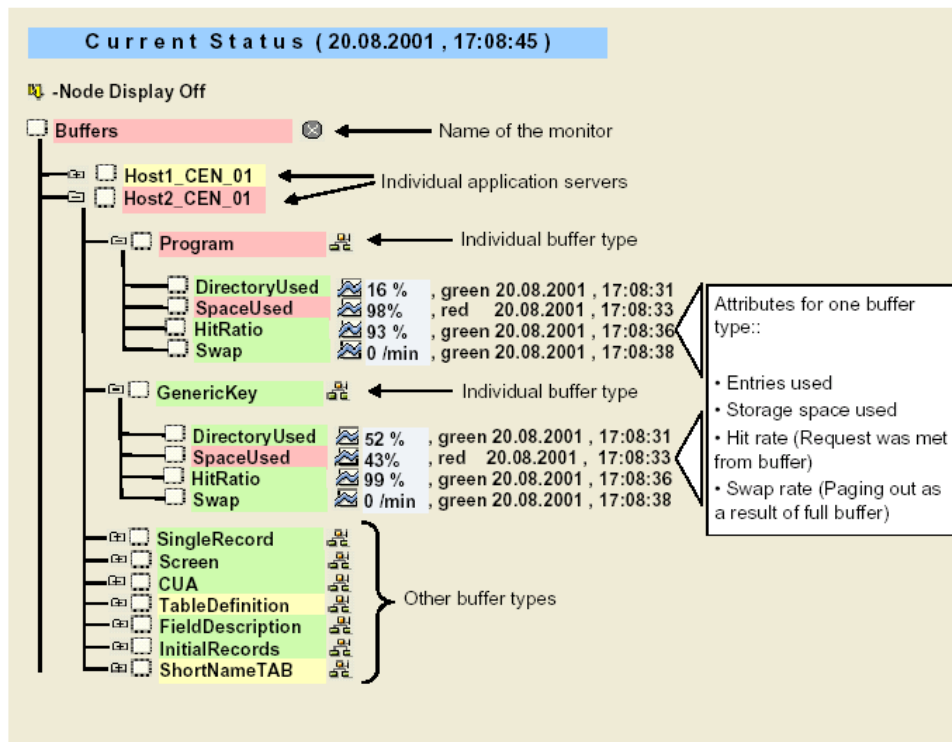 Current Status ( 20.08.2001 , 17:08:45 )
-Node Display Off
Buffers
Name of the monitor
Host1_CEN_01
Host2_CEN_01
Individual application servers
Program
Individual buffer type
DirectoryUsed 16 % , green 20.08.2001 , 17:08:31
SpaceUsed 98% , red 20.08.2001 , 17:08:33
HitRatio 93 % , green 20.08.2001 , 17:08:36
Swap 0 /min , green 20.08.2001 , 17:08:38
Attributes for one buffer
type::
• Entries used
• Storage space used
• Hit rate (Request was met
from buffer)
• Swap rate (Paging out as
a result of full buffer)
GenericKey
Individual buffer type
DirectoryUsed 52 % , green 20.08.2001 , 17:08:31
SpaceUsed 43% , red 20.08.2001 , 17:08:33
HitRatio 99 % , green 20.08.2001 , 17:08:36
Swap 0 /min , green 20.08.2001 , 17:08:38
SingleRecord
Screen
CUA
TableDefinition
FieldDescription
InitialRecords
ShortNameTAB
Other buffer types